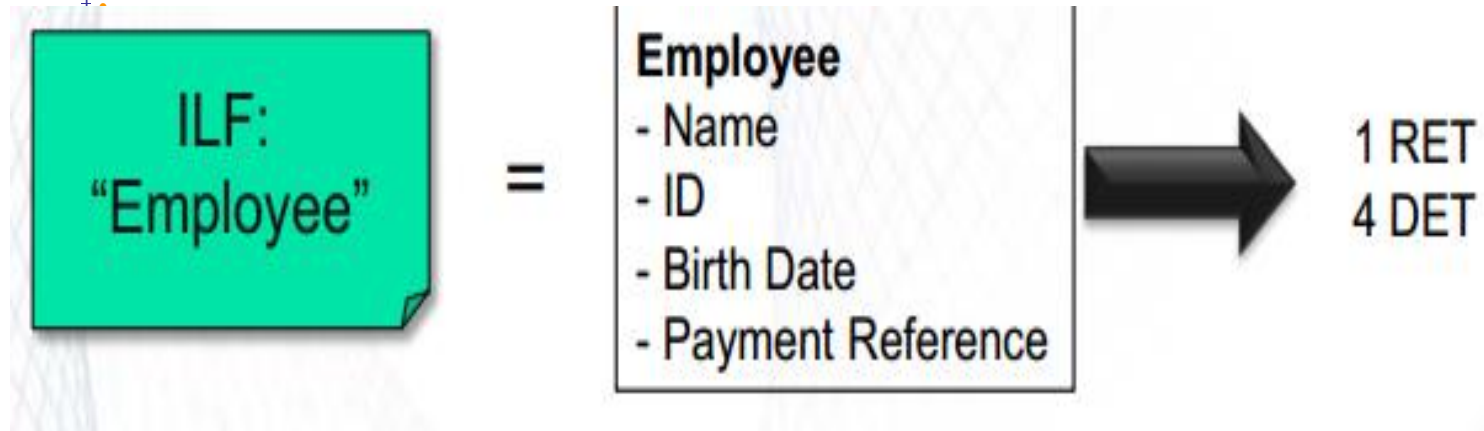 ILF:
“Employee”
=
Employee
- Name
- ID
- Birth Date
- Payment Reference
1 RET
4 DET